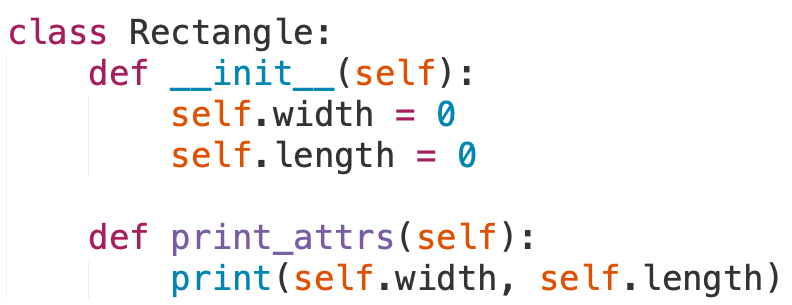 class Rectangle:
    def __init__(self):
        self.width = 0
        self.length = 0

    def print_attrs(self):
        print(self.width, self.length)